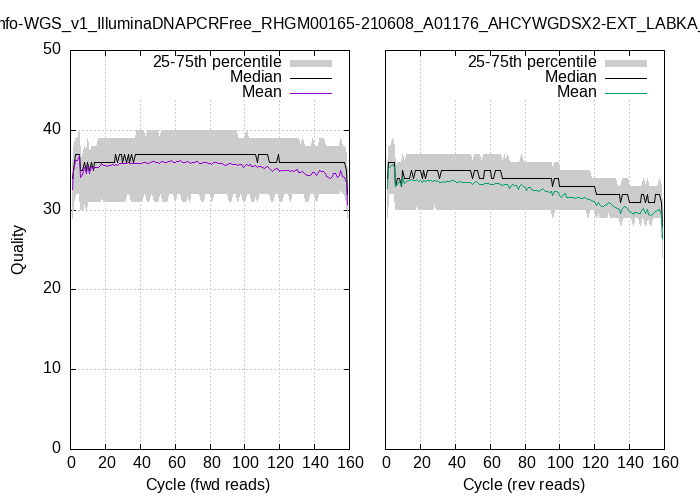 nfo-WGS_v1_IlluminaDNAPCRFree_RHGM00165-210608_A01176_AHCYWGDSX2-EXT_LABKA_
50
40
30
20
10
0
Quality
25-75th percentile
Median
Mean
0 20 40 60 80 100 120 140 160
Cycle (fwd reads)
25-75th percentile
Median
Mean
0 20 40 60 80 100 120 140 160
Cycle (rev reads)